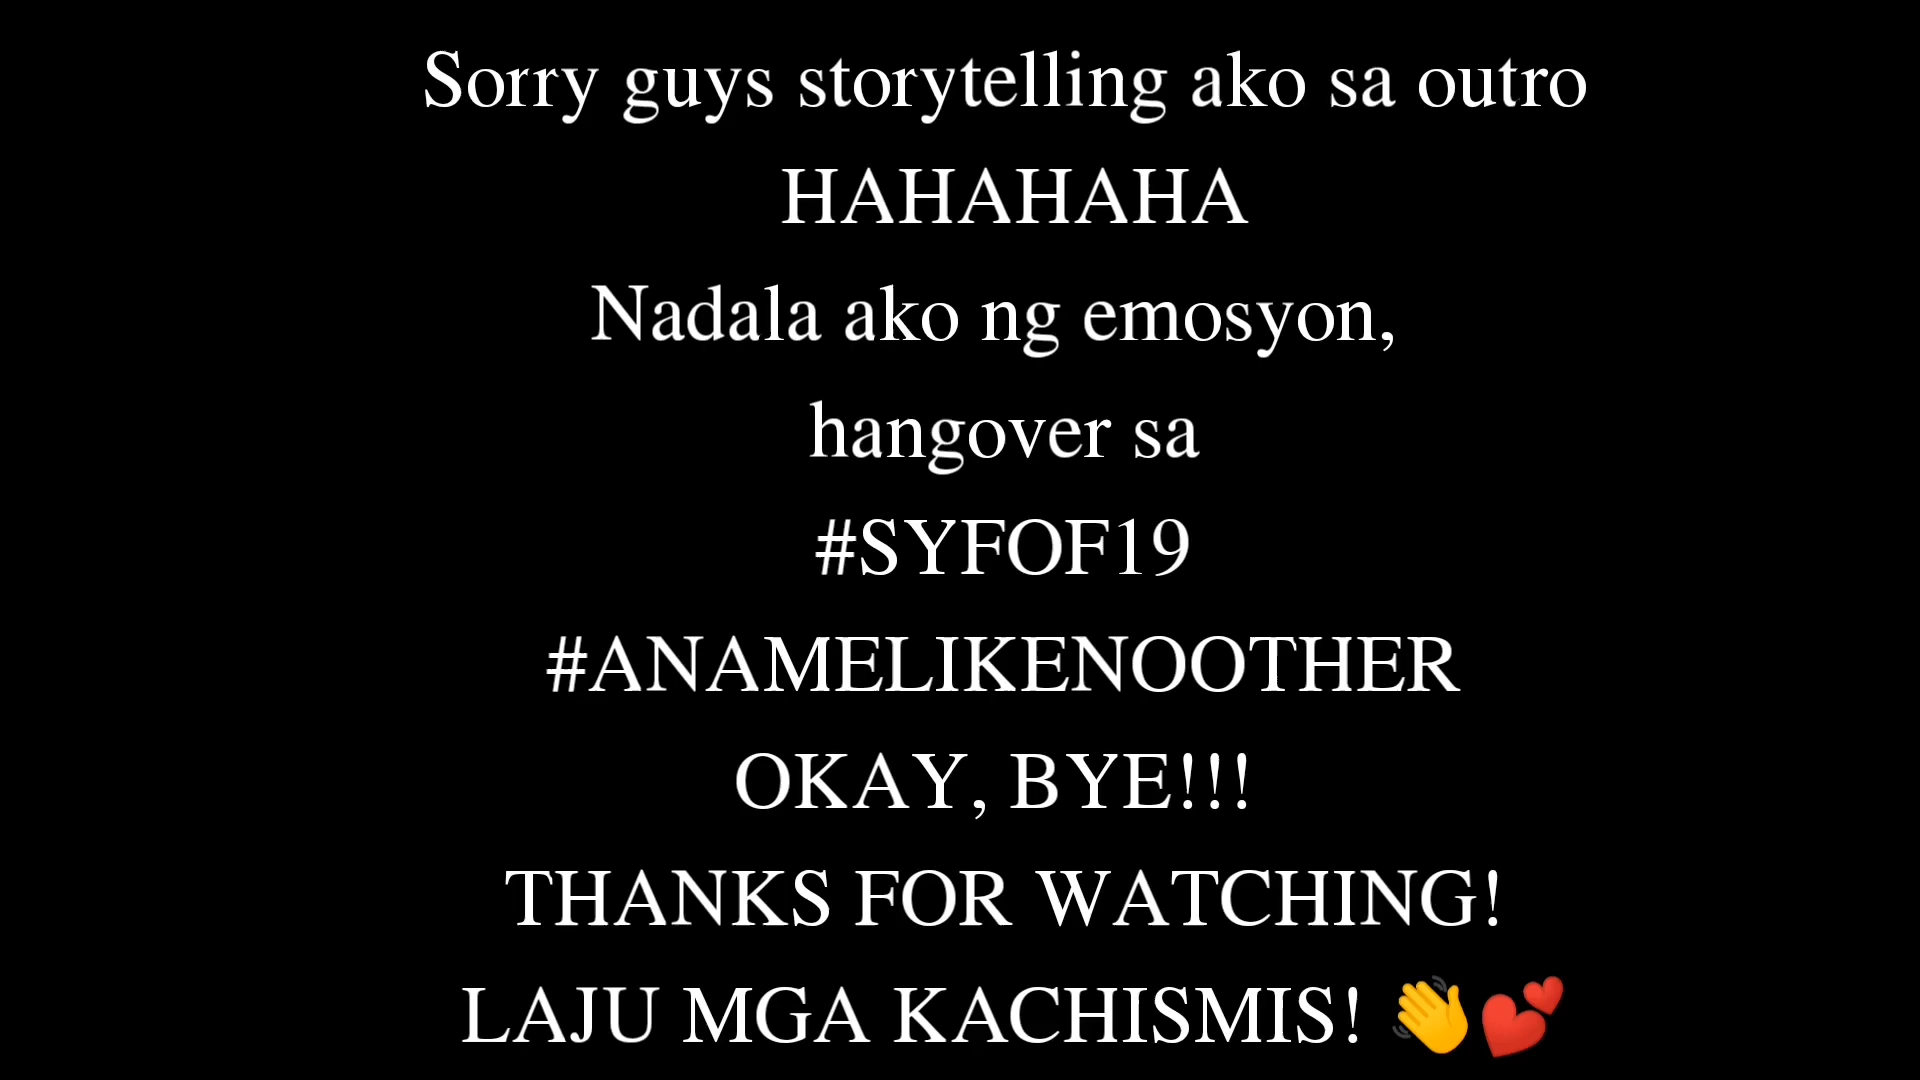 Sorry guys storytelling ako sa outro
HAHAHAHA
Nadala ako ng emosyon,
hangover sa
#SYFOF19
#ANAMELIKENOOTHER
OKAY, BYE!!!
THANKS FOR WATCHING!
LAJU MGA KACHISMIS! 👋💕